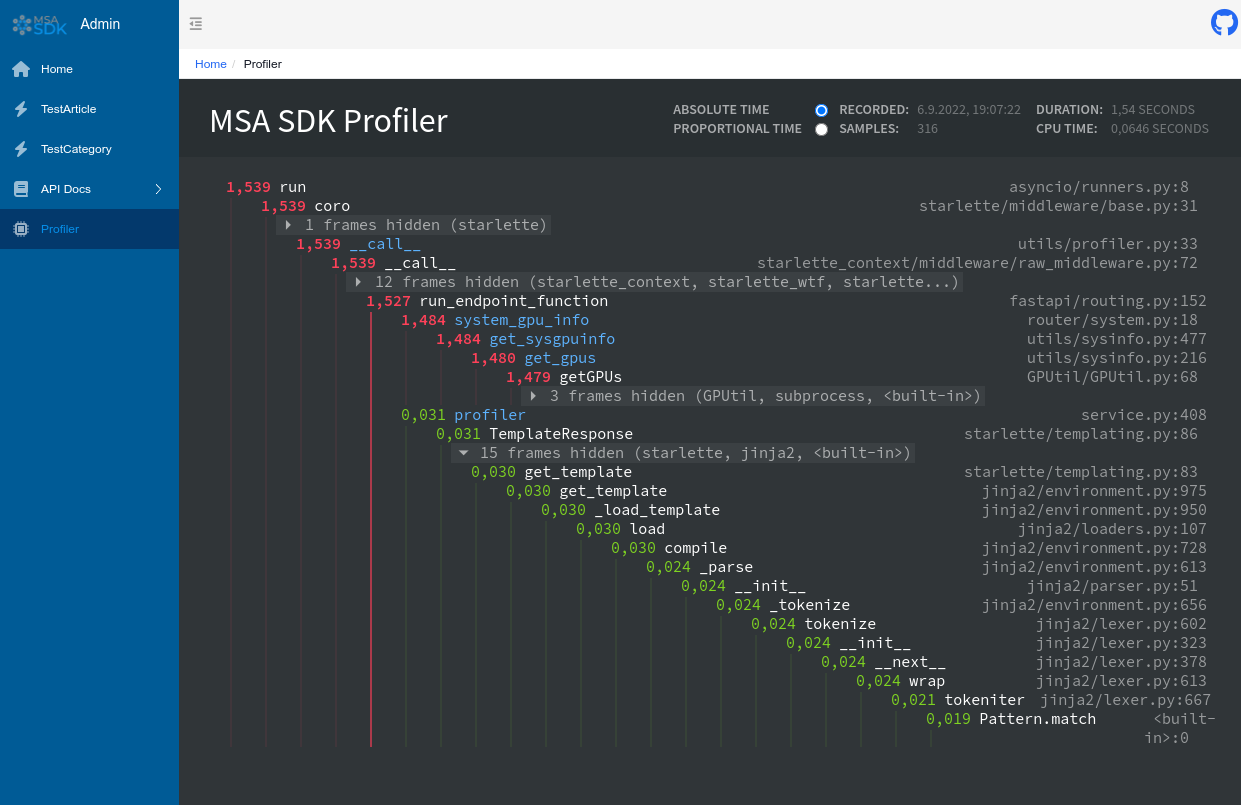 MSA
SDK
Admin
Home
TestArticle
TestCategory
API Docs
Profiler
Home / Profiler
MSA SDK Profiler
ABSOLUTE TIME
PROPORTIONAL TIME
RECORDED: 6.9.2022, 19:07:22
SAMPLES: 316
DURATION: 1,54 SECONDS
CPU TIME: 0,0646 SECONDS
1,539 run asyncio/runners.py:8
1,539 coro starlette/middleware/base.py:31
1 frames hidden (starlette)
1,539 __call__ utils/profiler.py:33
1,539 __call__ starlette_context/middleware/raw_middleware.py:72
12 frames hidden (starlette_context, starlette_wtf, starlette...)
1,527 run_endpoint_function fastapi/routing.py:152
1,484 system_gpu_info router/system.py:18
1,484 get_sysgpuinfo utils/sysinfo.py:477
1,480 get_gpus utils/sysinfo.py:216
1,479 getGPUs GPUtil/GPUtil.py:68
3 frames hidden (GPUtil, subprocess, <built-in>)
0,031 profiler service.py:408
0,031 TemplateResponse starlette/templating.py:86
15 frames hidden (starlette, jinja2, <built-in>)
0,030 get_template starlette/templating.py:83
0,030 get_template jinja2/environment.py:975
0,030 _load_template jinja2/environment.py:950
0,030 load jinja2/loaders.py:107
0,030 compile jinja2/environment.py:728
0,024 _parse jinja2/environment.py:613
0,024 __init__ jinja2/parser.py:51
0,024 _tokenize jinja2/environment.py:656
0,024 tokenize jinja2/lexer.py:602
0,024 __init__ jinja2/lexer.py:323
0,024 __next__ jinja2/lexer.py:378
0,024 wrap jinja2/lexer.py:613
0,021 tokeniter jinja2/lexer.py:667
0,019 Pattern.match <built-
in>:0